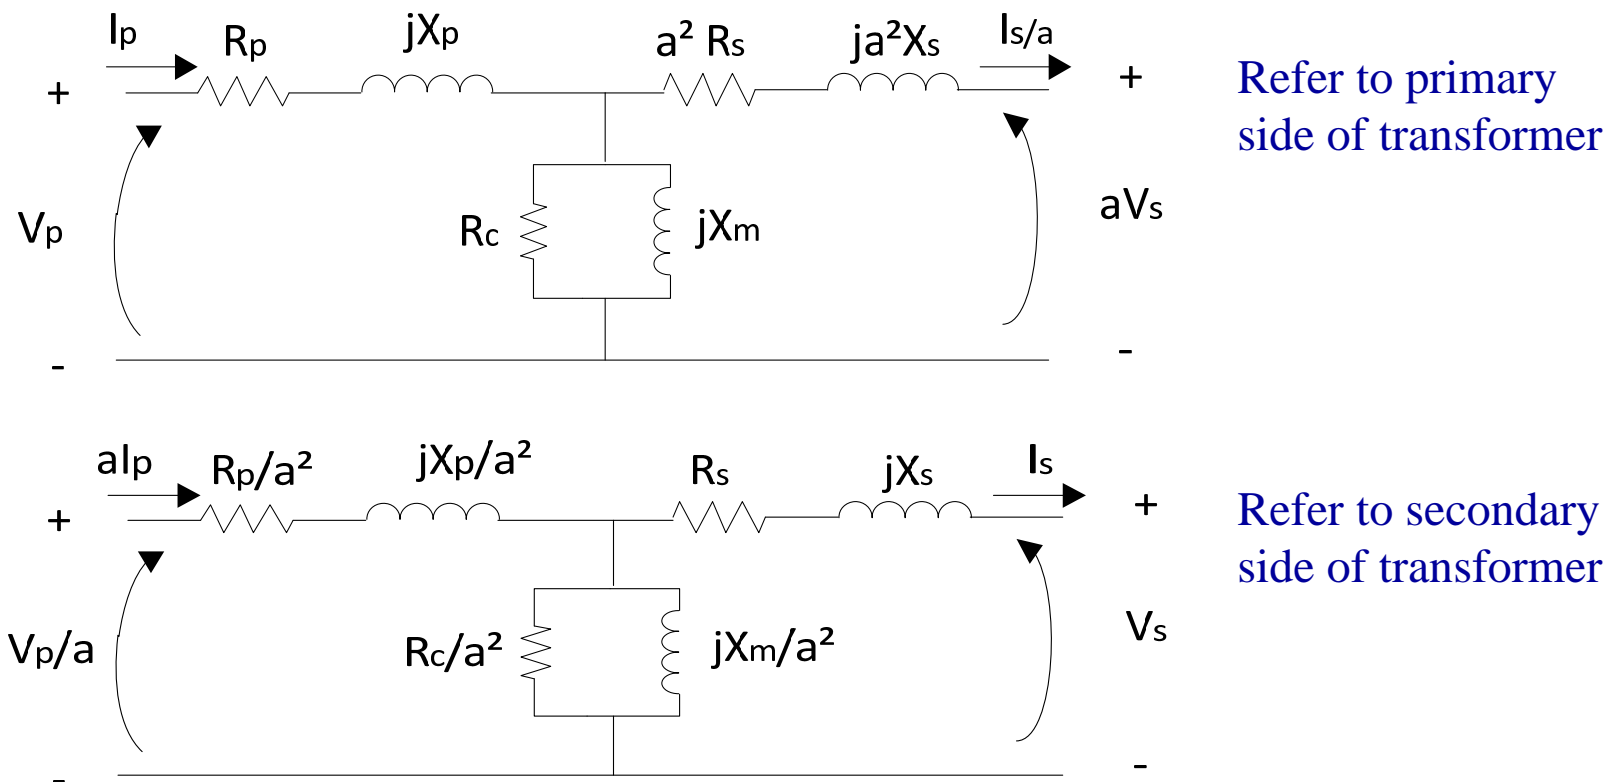 Ip
Rp
jXp
a² Rs
ja²Xs
Is/a
+
+
Refer to primary
side of transformer
Vp
Rc
jXm
aVs
-
-
aIp
Rp/a²
jXp/a²
Rs
jXs
Is
+
+
Refer to secondary
side of transformer
Vp/a
Rc/a²
jXm/a²
Vs
-
-